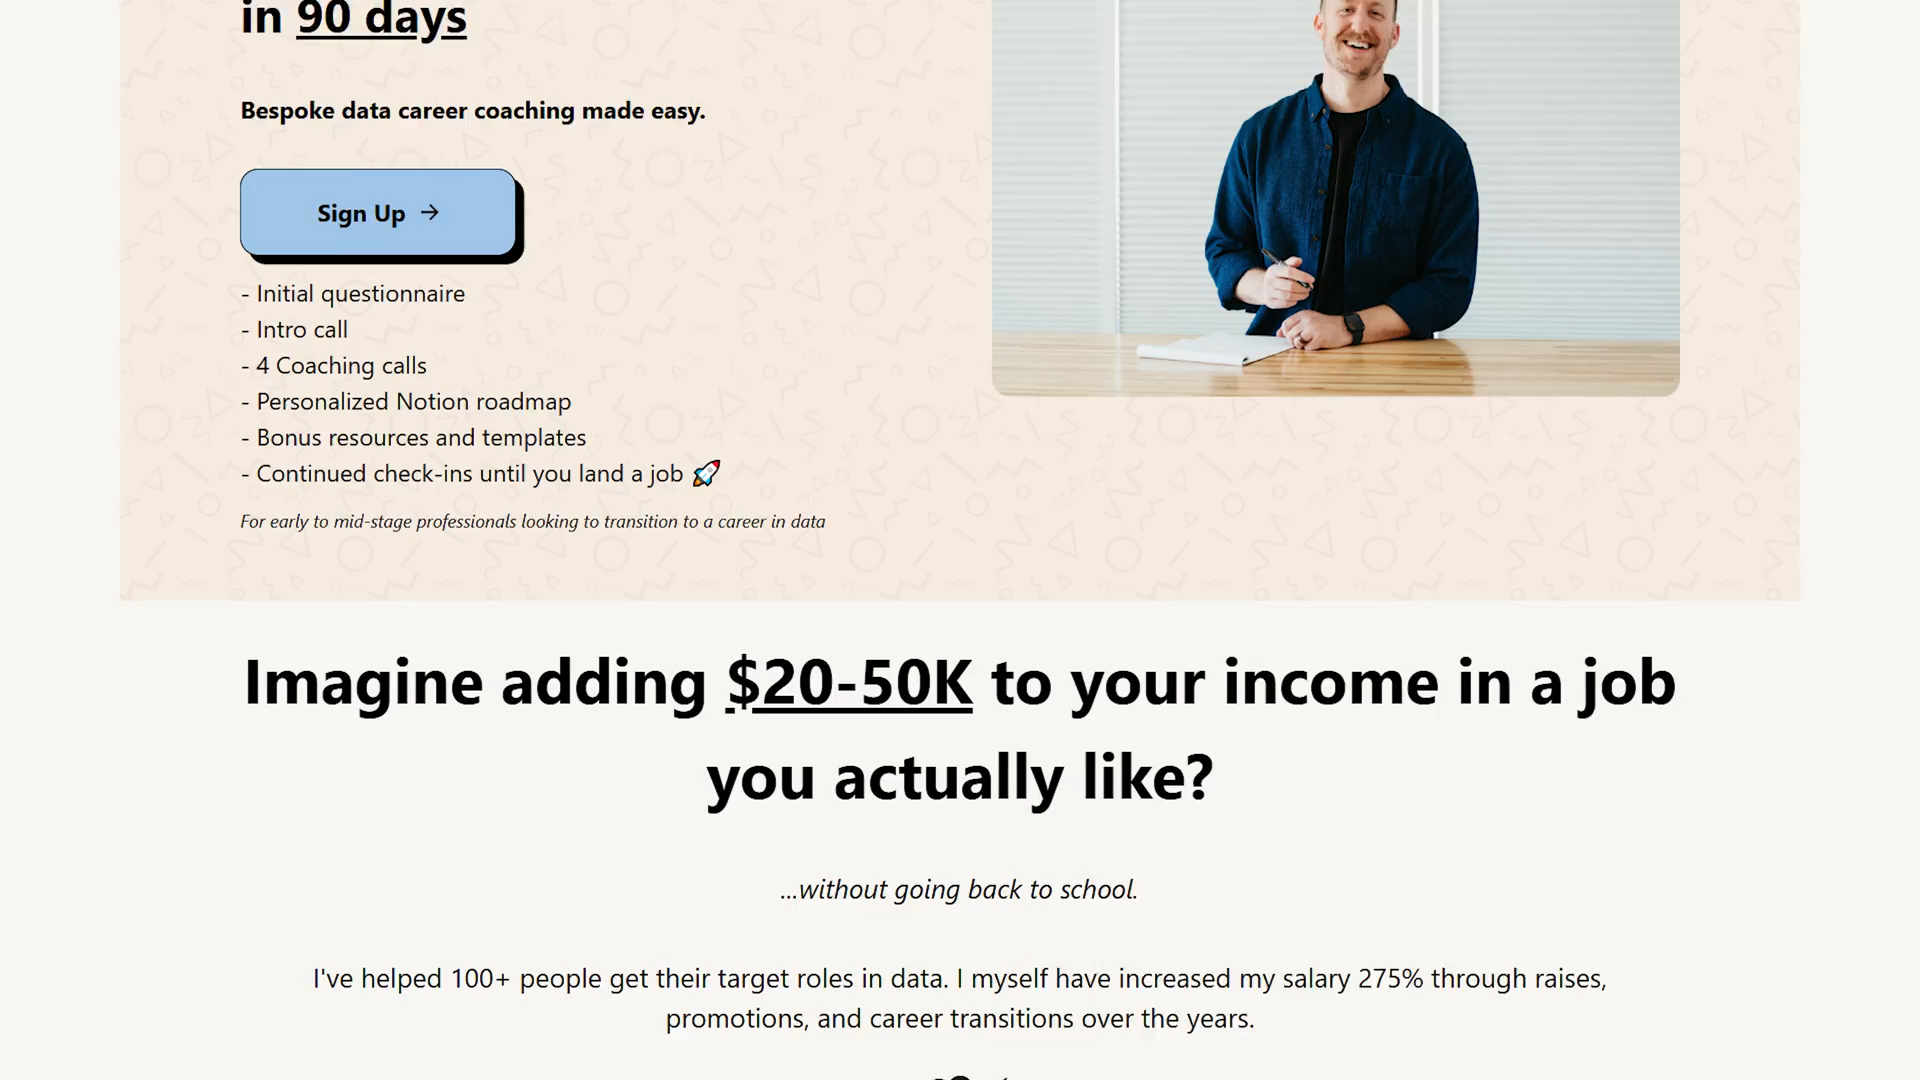 in 90 days
Bespoke data career coaching made easy.
Sign Up →
- Initial questionnaire
- Intro call
- 4 Coaching calls
- Personalized Notion roadmap
- Bonus resources and templates
- Continued check-ins until you land a job 🚀
For early to mid-stage professionals looking to transition to a career in data
Imagine adding $20-50K to your income in a job
you actually like?
...without going back to school.
I've helped 100+ people get their target roles in data. I myself have increased my salary 275% through raises,
promotions, and career transitions over the years.